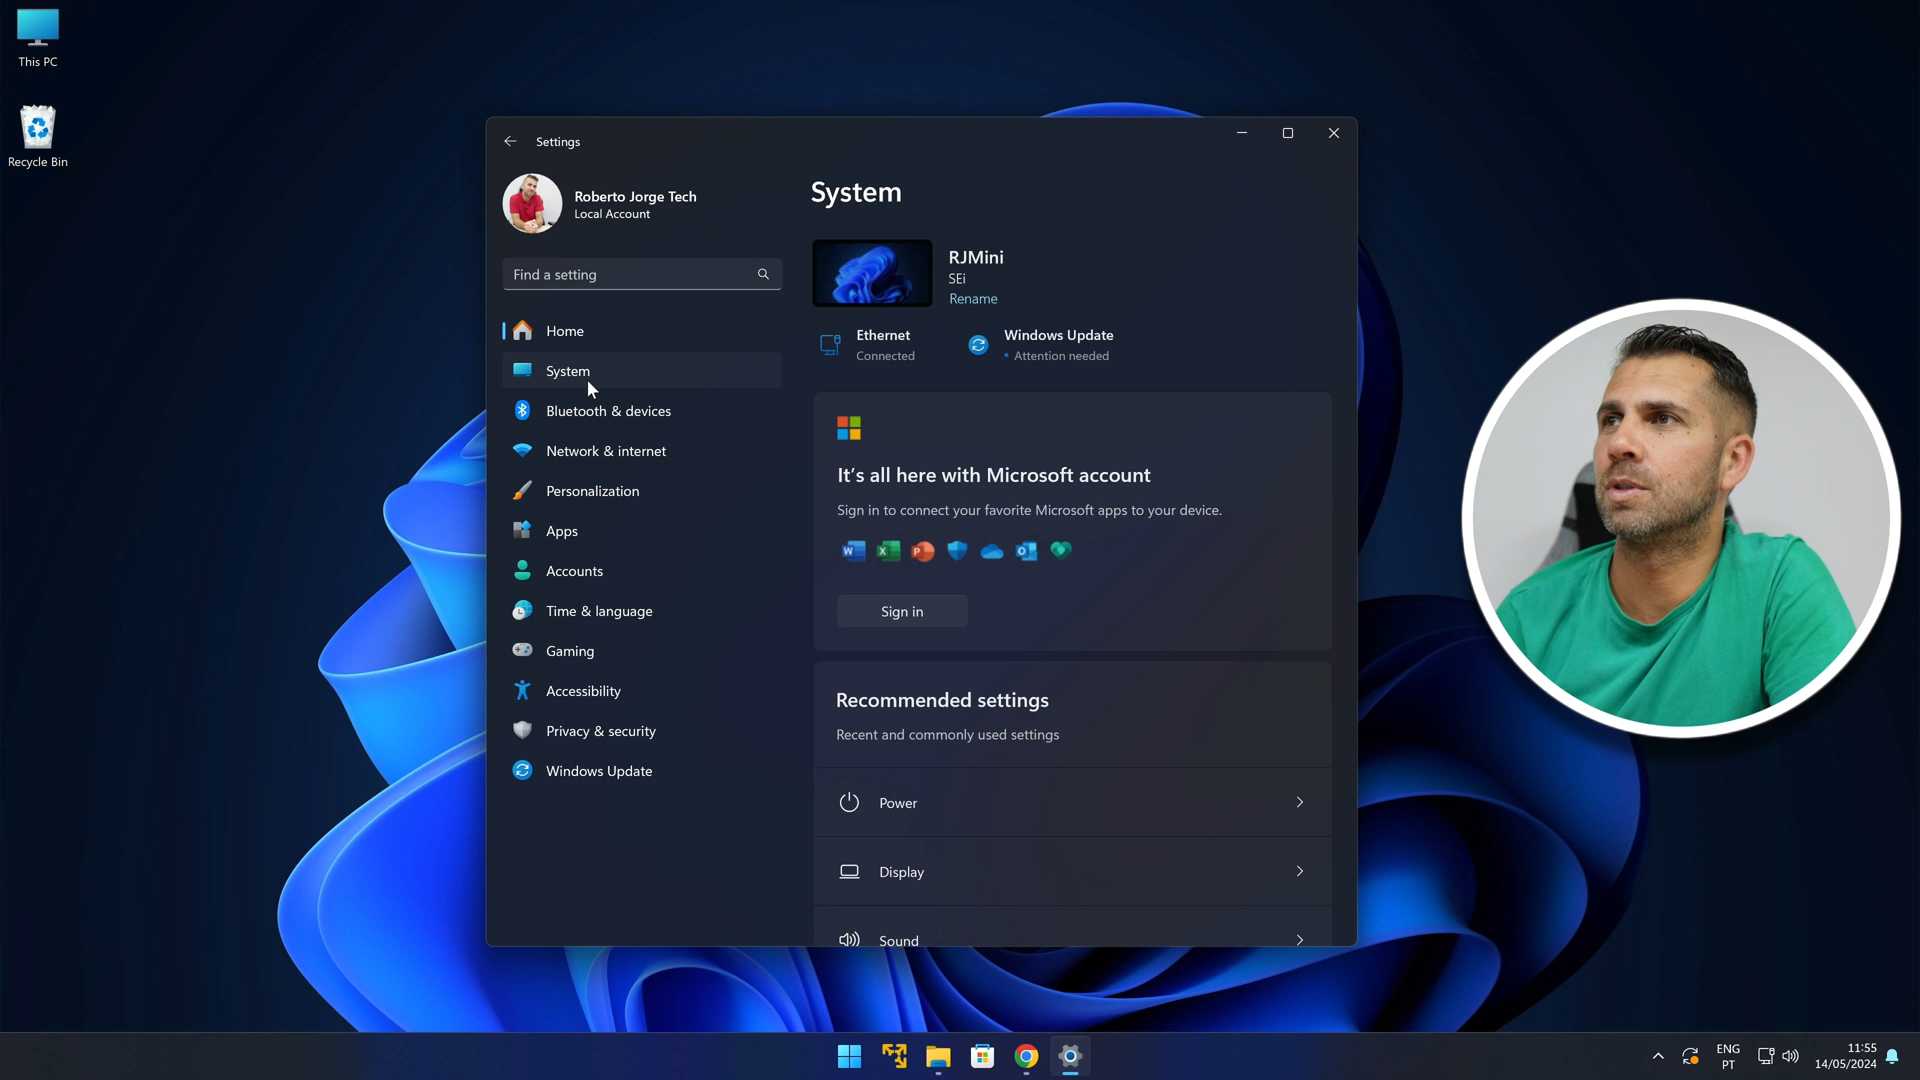 This PC
Recycle Bin
Settings
Roberto Jorge Tech
Local Account
Find a setting
Home
System
Bluetooth & devices
Network & internet
Personalization
Apps
Accounts
Time & language
Gaming
Accessibility
Privacy & security
Windows Update
System
RJMini
SEi
Rename
Ethernet
Connected
Windows Update
• Attention needed
It's all here with Microsoft account
Sign in to connect your favorite Microsoft apps to your device.
Sign in
Recommended settings
Recent and commonly used settings
Power
Display
Sound
ENG
PT
11:55
14/05/2024